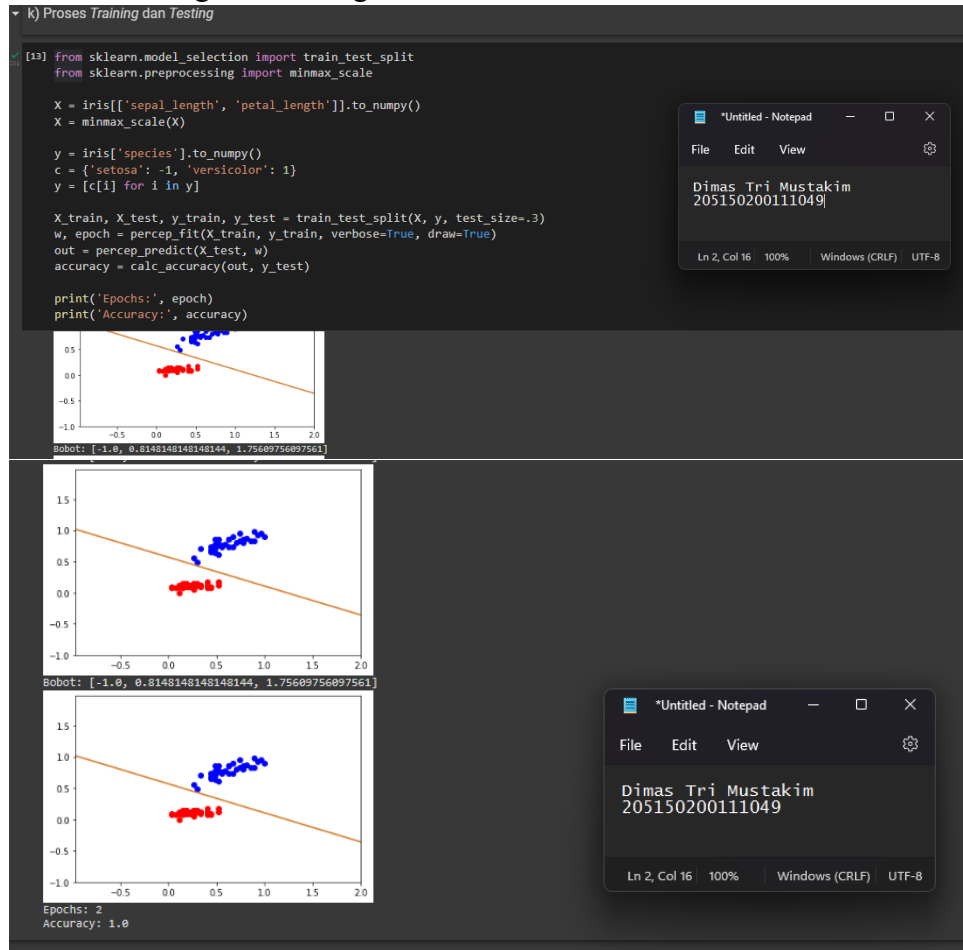 k) Proses Training dan Testing
[13] from sklearn.model_selection import train_test_split
from sklearn.preprocessing import minmax_scale
X = iris[['sepal_length', 'petal_length']].to_numpy()
X = minmax_scale(X)
y = iris['species'].to_numpy()
c = {'setosa': -1, 'versicolor': 1}
y = [c[i] for i in y]
X_train, X_test, y_train, y_test = train_test_split(X, y, test_size=.3)
w, epoch = percep_fit(X_train, y_train, verbose=True, draw=True)
out = percep_predict(X_test, w)
accuracy = calc_accuracy(out, y_test)
print('Epochs:', epoch)
print('Accuracy:', accuracy)
*Untitled - Notepad
File Edit View
Dimas Tri Mustakim
205150200111049
Ln 2, Col 16 100% Windows (CRLF) UTF-8
0.5
0.0
−0.5
−1.0
−0.5 0.0 0.5 1.0 1.5 2.0
Bobot: [-1.0, 0.8148148148148144, 1.75609756097561]
1.5
1.0
0.5
0.0
−0.5
−1.0
−0.5 0.0 0.5 1.0 1.5 2.0
Bobot: [-1.0, 0.8148148148148144, 1.75609756097561]
1.5
1.0
0.5
0.0
−0.5
−1.0
−0.5 0.0 0.5 1.0 1.5 2.0
Epochs: 2
Accuracy: 1.0
*Untitled - Notepad
File Edit View
Dimas Tri Mustakim
205150200111049
Ln 2, Col 16 100% Windows (CRLF) UTF-8